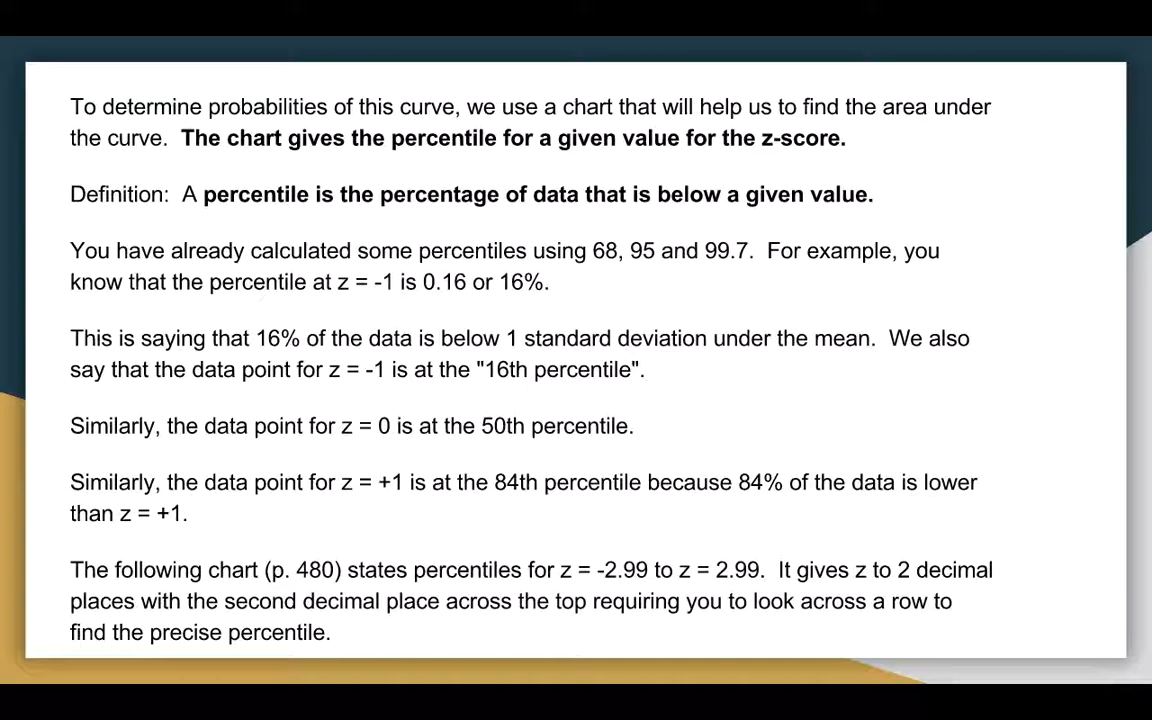 To determine probabilities of this curve, we use a chart that will help us to find the area under
the curve.  The chart gives the percentile for a given value for the z-score.
Definition:  A percentile is the percentage of data that is below a given value.
You have already calculated some percentiles using 68, 95 and 99.7.  For example, you
know that the percentile at z = -1 is 0.16 or 16%.
This is saying that 16% of the data is below 1 standard deviation under the mean.  We also
say that the data point for z = -1 is at the "16th percentile".
Similarly, the data point for z = 0 is at the 50th percentile.
Similarly, the data point for z = +1 is at the 84th percentile because 84% of the data is lower
than z = +1.
The following chart (p. 480) states percentiles for z = -2.99 to z = 2.99.  It gives z to 2 decimal
places with the second decimal place across the top requiring you to look across a row to
find the precise percentile.